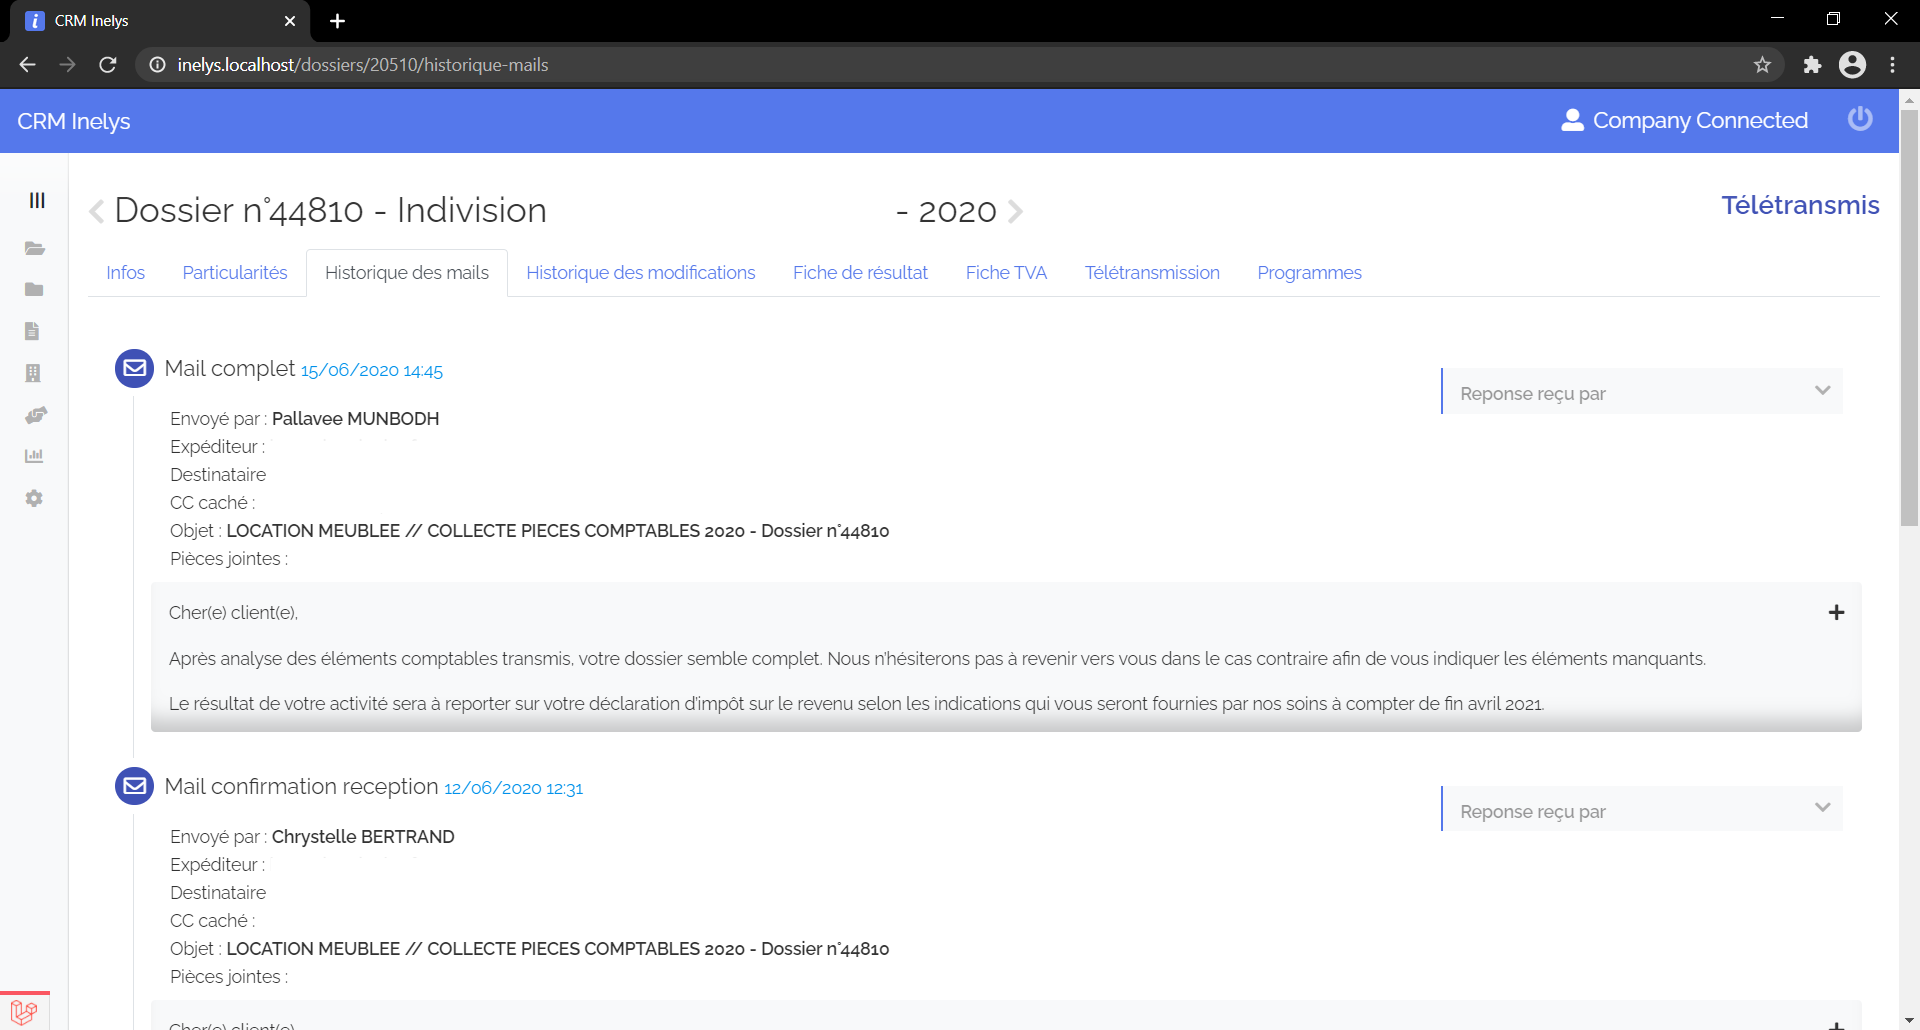 CRM Inelys
inelys.localhost/dossiers/20510/historique-mails
CRM Inelys
Company Connected
Dossier n°44810 - Indivision - 2020
Télétransmis
Infos Particularités Historique des mails Historique des modifications Fiche de résultat Fiche TVA Télétransmission Programmes
Mail complet 15/06/2020 14:45
Reponse reçu par
Envoyé par : Pallavee MUNBODH
Expéditeur :
Destinataire
CC caché :
Objet : LOCATION MEUBLEE // COLLECTE PIECES COMPTABLES 2020 - Dossier n°44810
Pièces jointes :
Cher(e) client(e),
Après analyse des éléments comptables transmis, votre dossier semble complet. Nous n'hésiterons pas à revenir vers vous dans le cas contraire afin de vous indiquer les éléments manquants.
Le résultat de votre activité sera à reporter sur votre déclaration d'impôt sur le revenu selon les indications qui vous seront fournies par nos soins à compter de fin avril 2021.
Mail confirmation reception 12/06/2020 12:31
Reponse reçu par
Envoyé par : Chrystelle BERTRAND
Expéditeur :
Destinataire
CC caché :
Objet : LOCATION MEUBLEE // COLLECTE PIECES COMPTABLES 2020 - Dossier n°44810
Pièces jointes :
Cher(e) client(e),